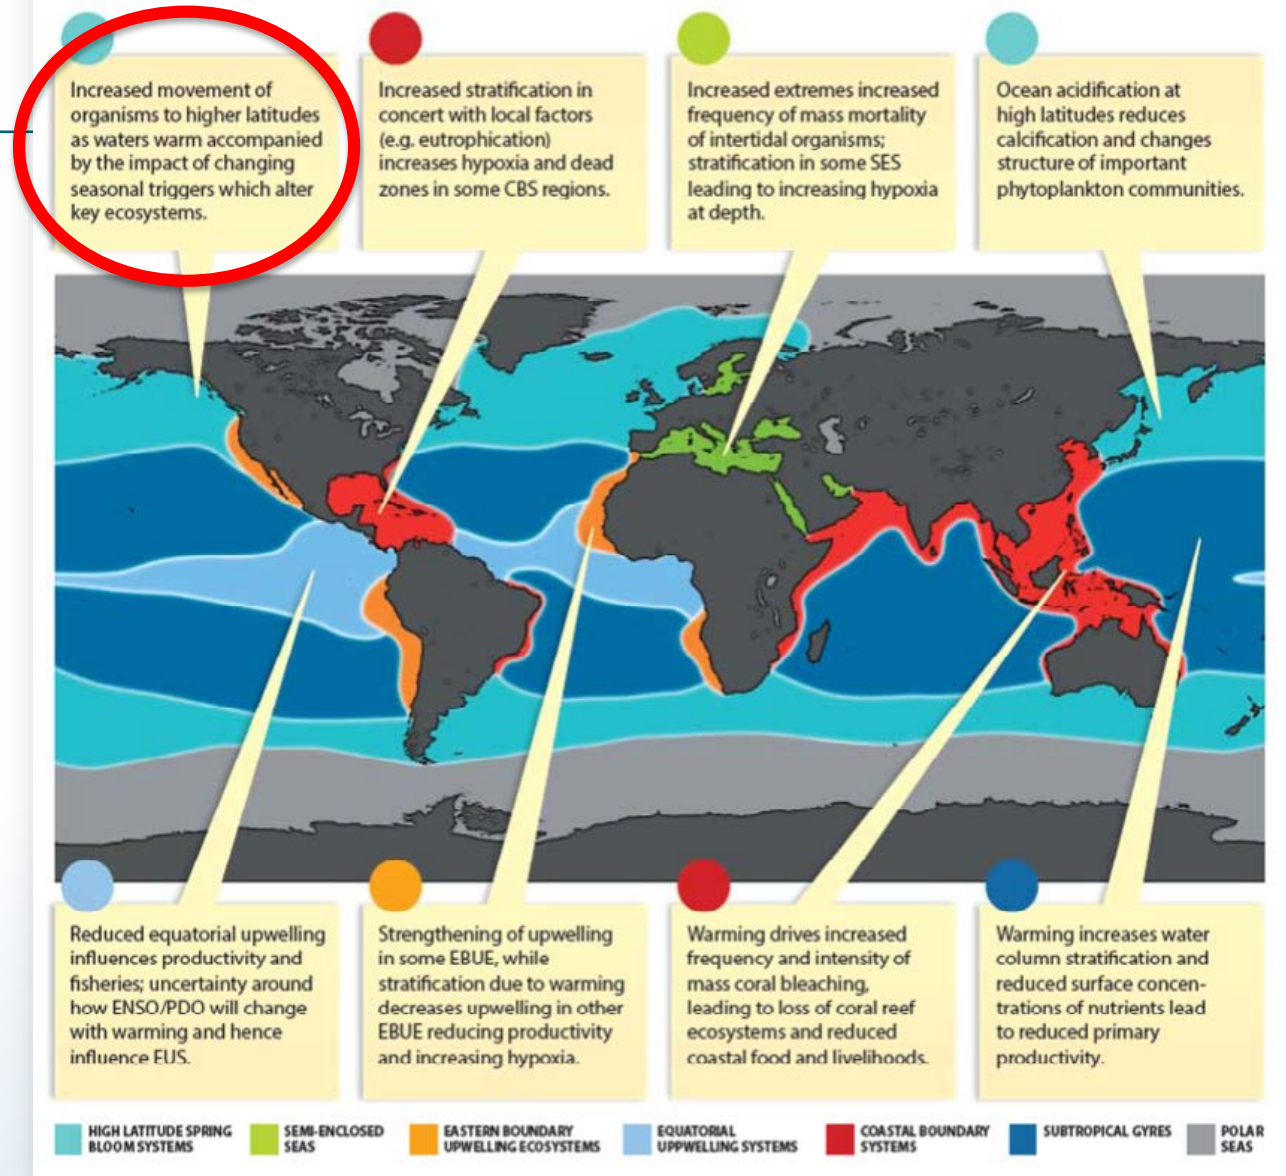 Increased movement of
organisms to higher latitudes
as waters warm accompanied
by the impact of changing
seasonal triggers which alter
key ecosystems.
Increased stratification in
concert with local factors
(e.g. eutrophication)
increases hypoxia and dead
zones in some CBS regions.
Increased extremes increased
frequency of mass mortality
of intertidal organisms;
stratification in some SES
leading to increasing hypoxia
at depth.
Ocean acidification at
high latitudes reduces
calcification and changes
structure of important
phytoplankton communities.
Reduced equatorial upwelling
influences productivity and
fisheries; uncertainty around
how ENSO/PDO will change
with warming and hence
influence EUS.
Strengthening of upwelling
in some EBUE, while
stratification due to warming
decreases upwelling in other
EBUE reducing productivity
and increasing hypoxia.
Warming drives increased
frequency and intensity of
mass coral bleaching,
leading to loss of coral reef
ecosystems and reduced
coastal food and livelihoods.
Warming increases water
column stratification and
reduced surface concen-
trations of nutrients lead
to reduced primary
productivity.
HIGH LATITUDE SPRING
BLOOM SYSTEMS
SEMI-ENCLOSED
SEAS
EASTERN BOUNDARY
UPWELLING ECOSYSTEMS
EQUATORIAL
UPPWELLING SYSTEMS
COASTAL BOUNDARY
SYSTEMS
SUBTROPICAL GYRES
POLAR
SEAS